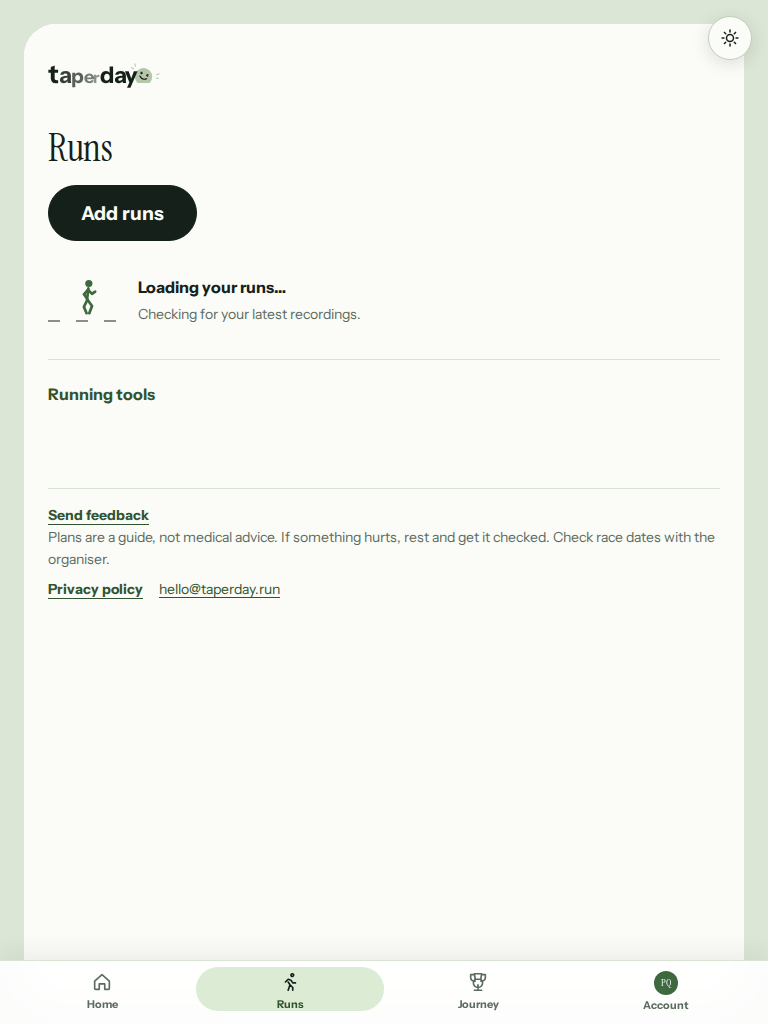 taperday
Runs
Add runs
Loading your runs...
Checking for your latest recordings.
Running tools
Send feedback
Plans are a guide, not medical advice. If something hurts, rest and get it checked. Check race dates with the
organiser.
Privacy policy hello@taperday.run
Home Runs Journey PQ Account